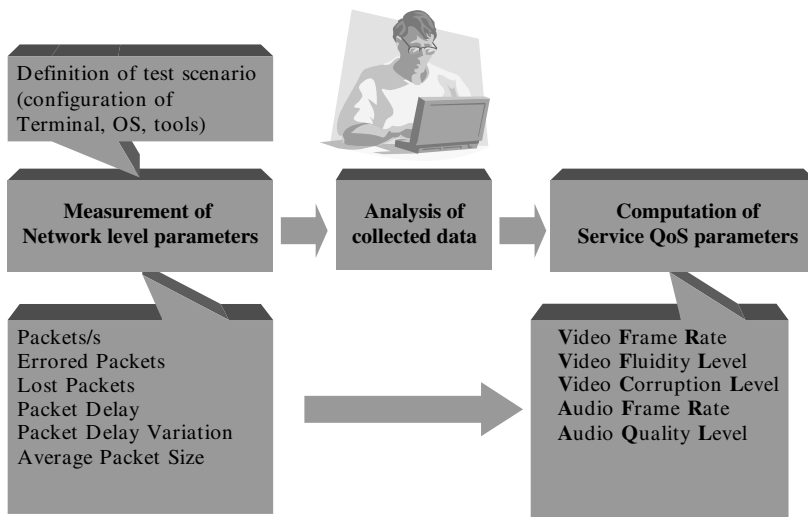 Definition of test scenario
(configuration of
Terminal, OS, tools)
Measurement of
Network level parameters
Analysis of
collected data
Computation of
Service QoS parameters
Packets/s
Errored Packets
Lost Packets
Packet Delay
Packet Delay Variation
Average Packet Size
Video Frame Rate
Video Fluidity Level
Video Corruption Level
Audio Frame Rate
Audio Quality Level